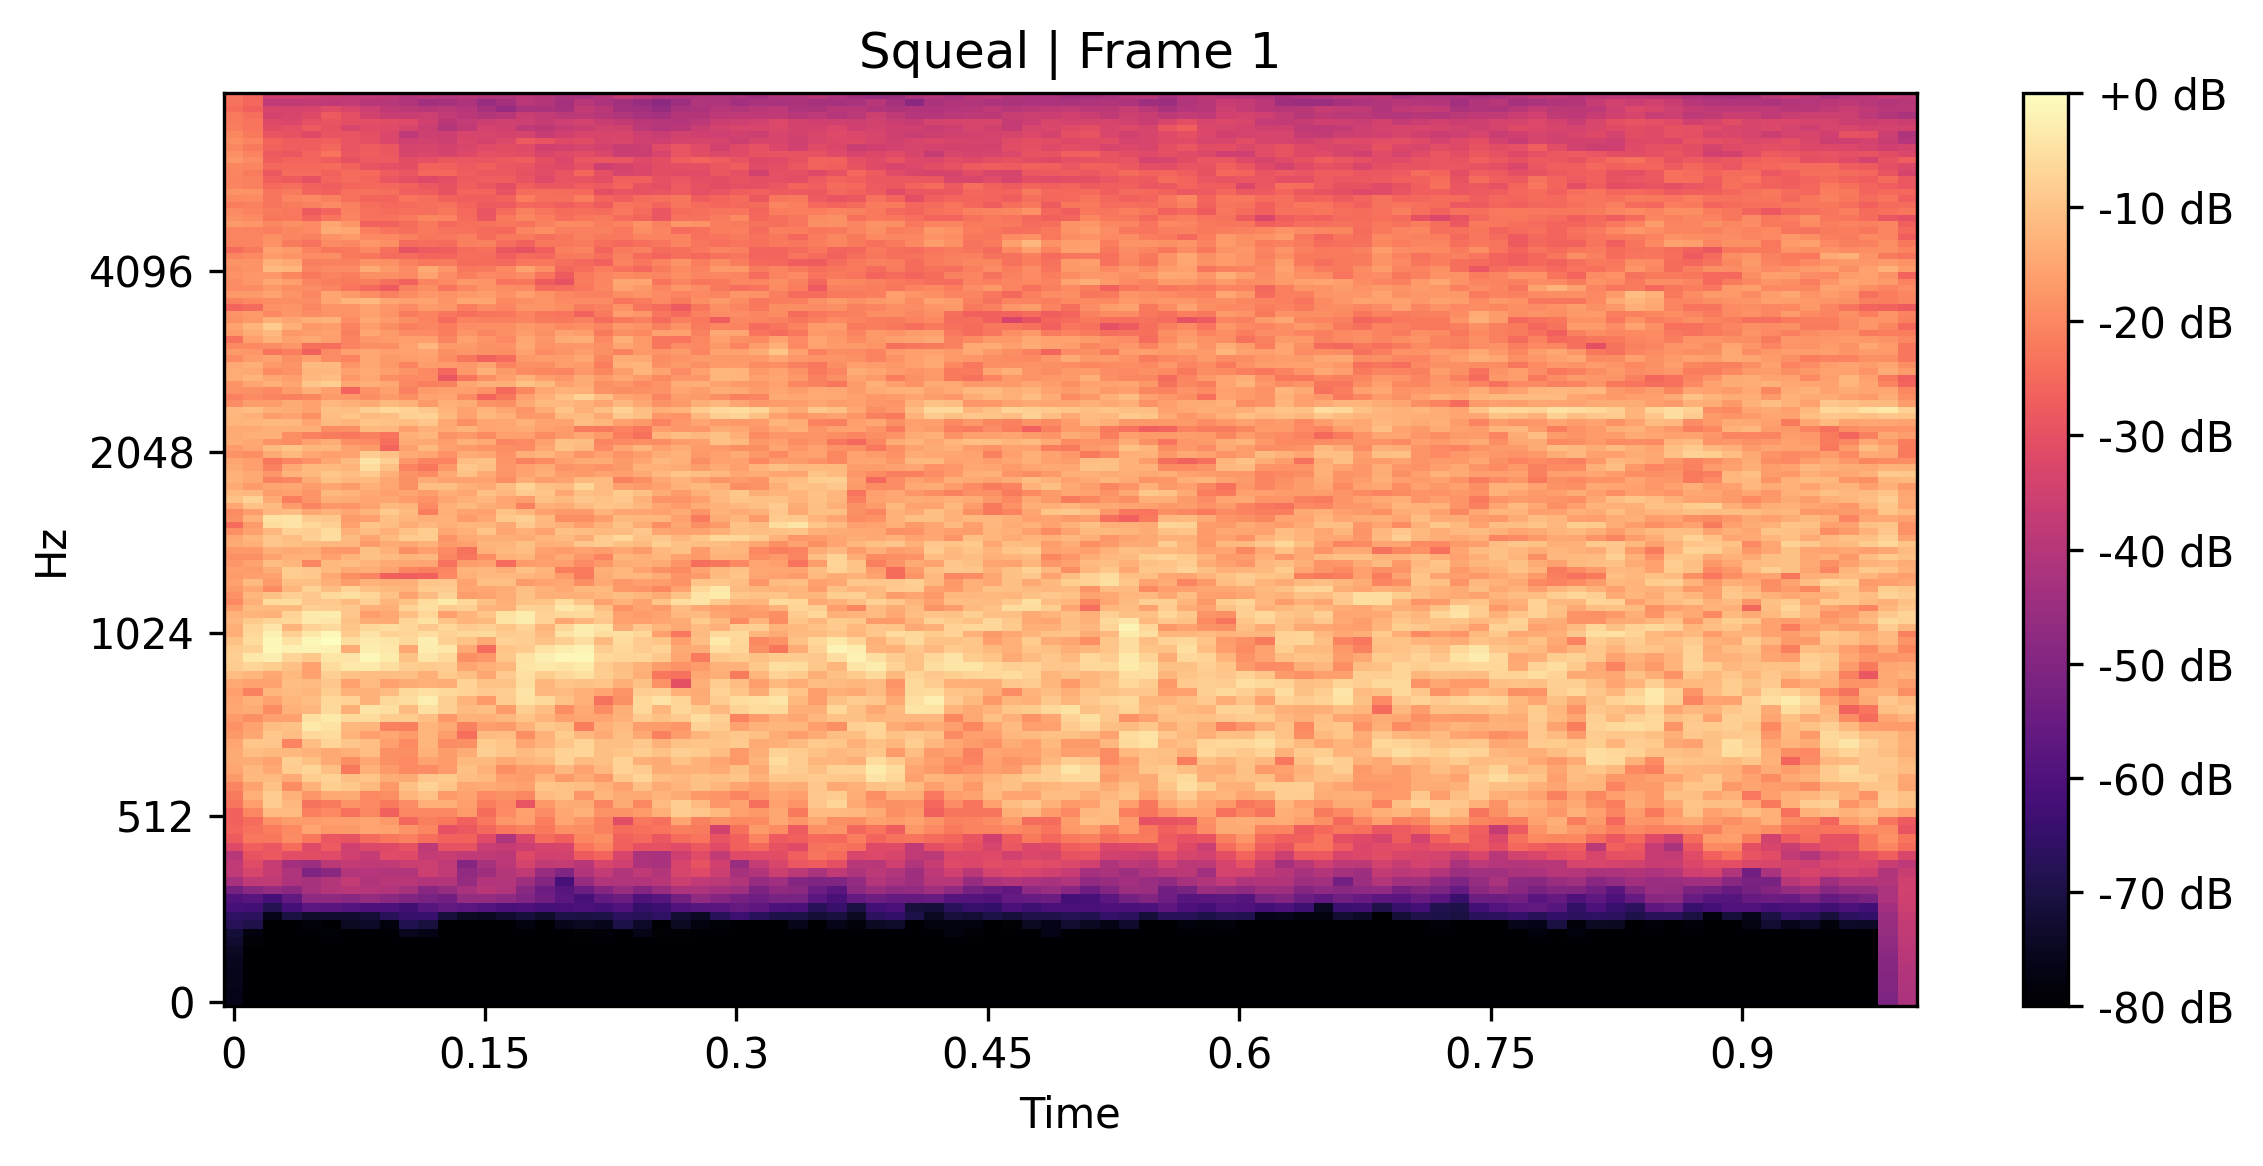 Squeal | Frame 1
+0 dB
-10 dB
-20 dB
-30 dB
-40 dB
-50 dB
-60 dB
-70 dB
-80 dB
Hz
4096
2048
1024
512
0
0 0.15 0.3 0.45 0.6 0.75 0.9
Time